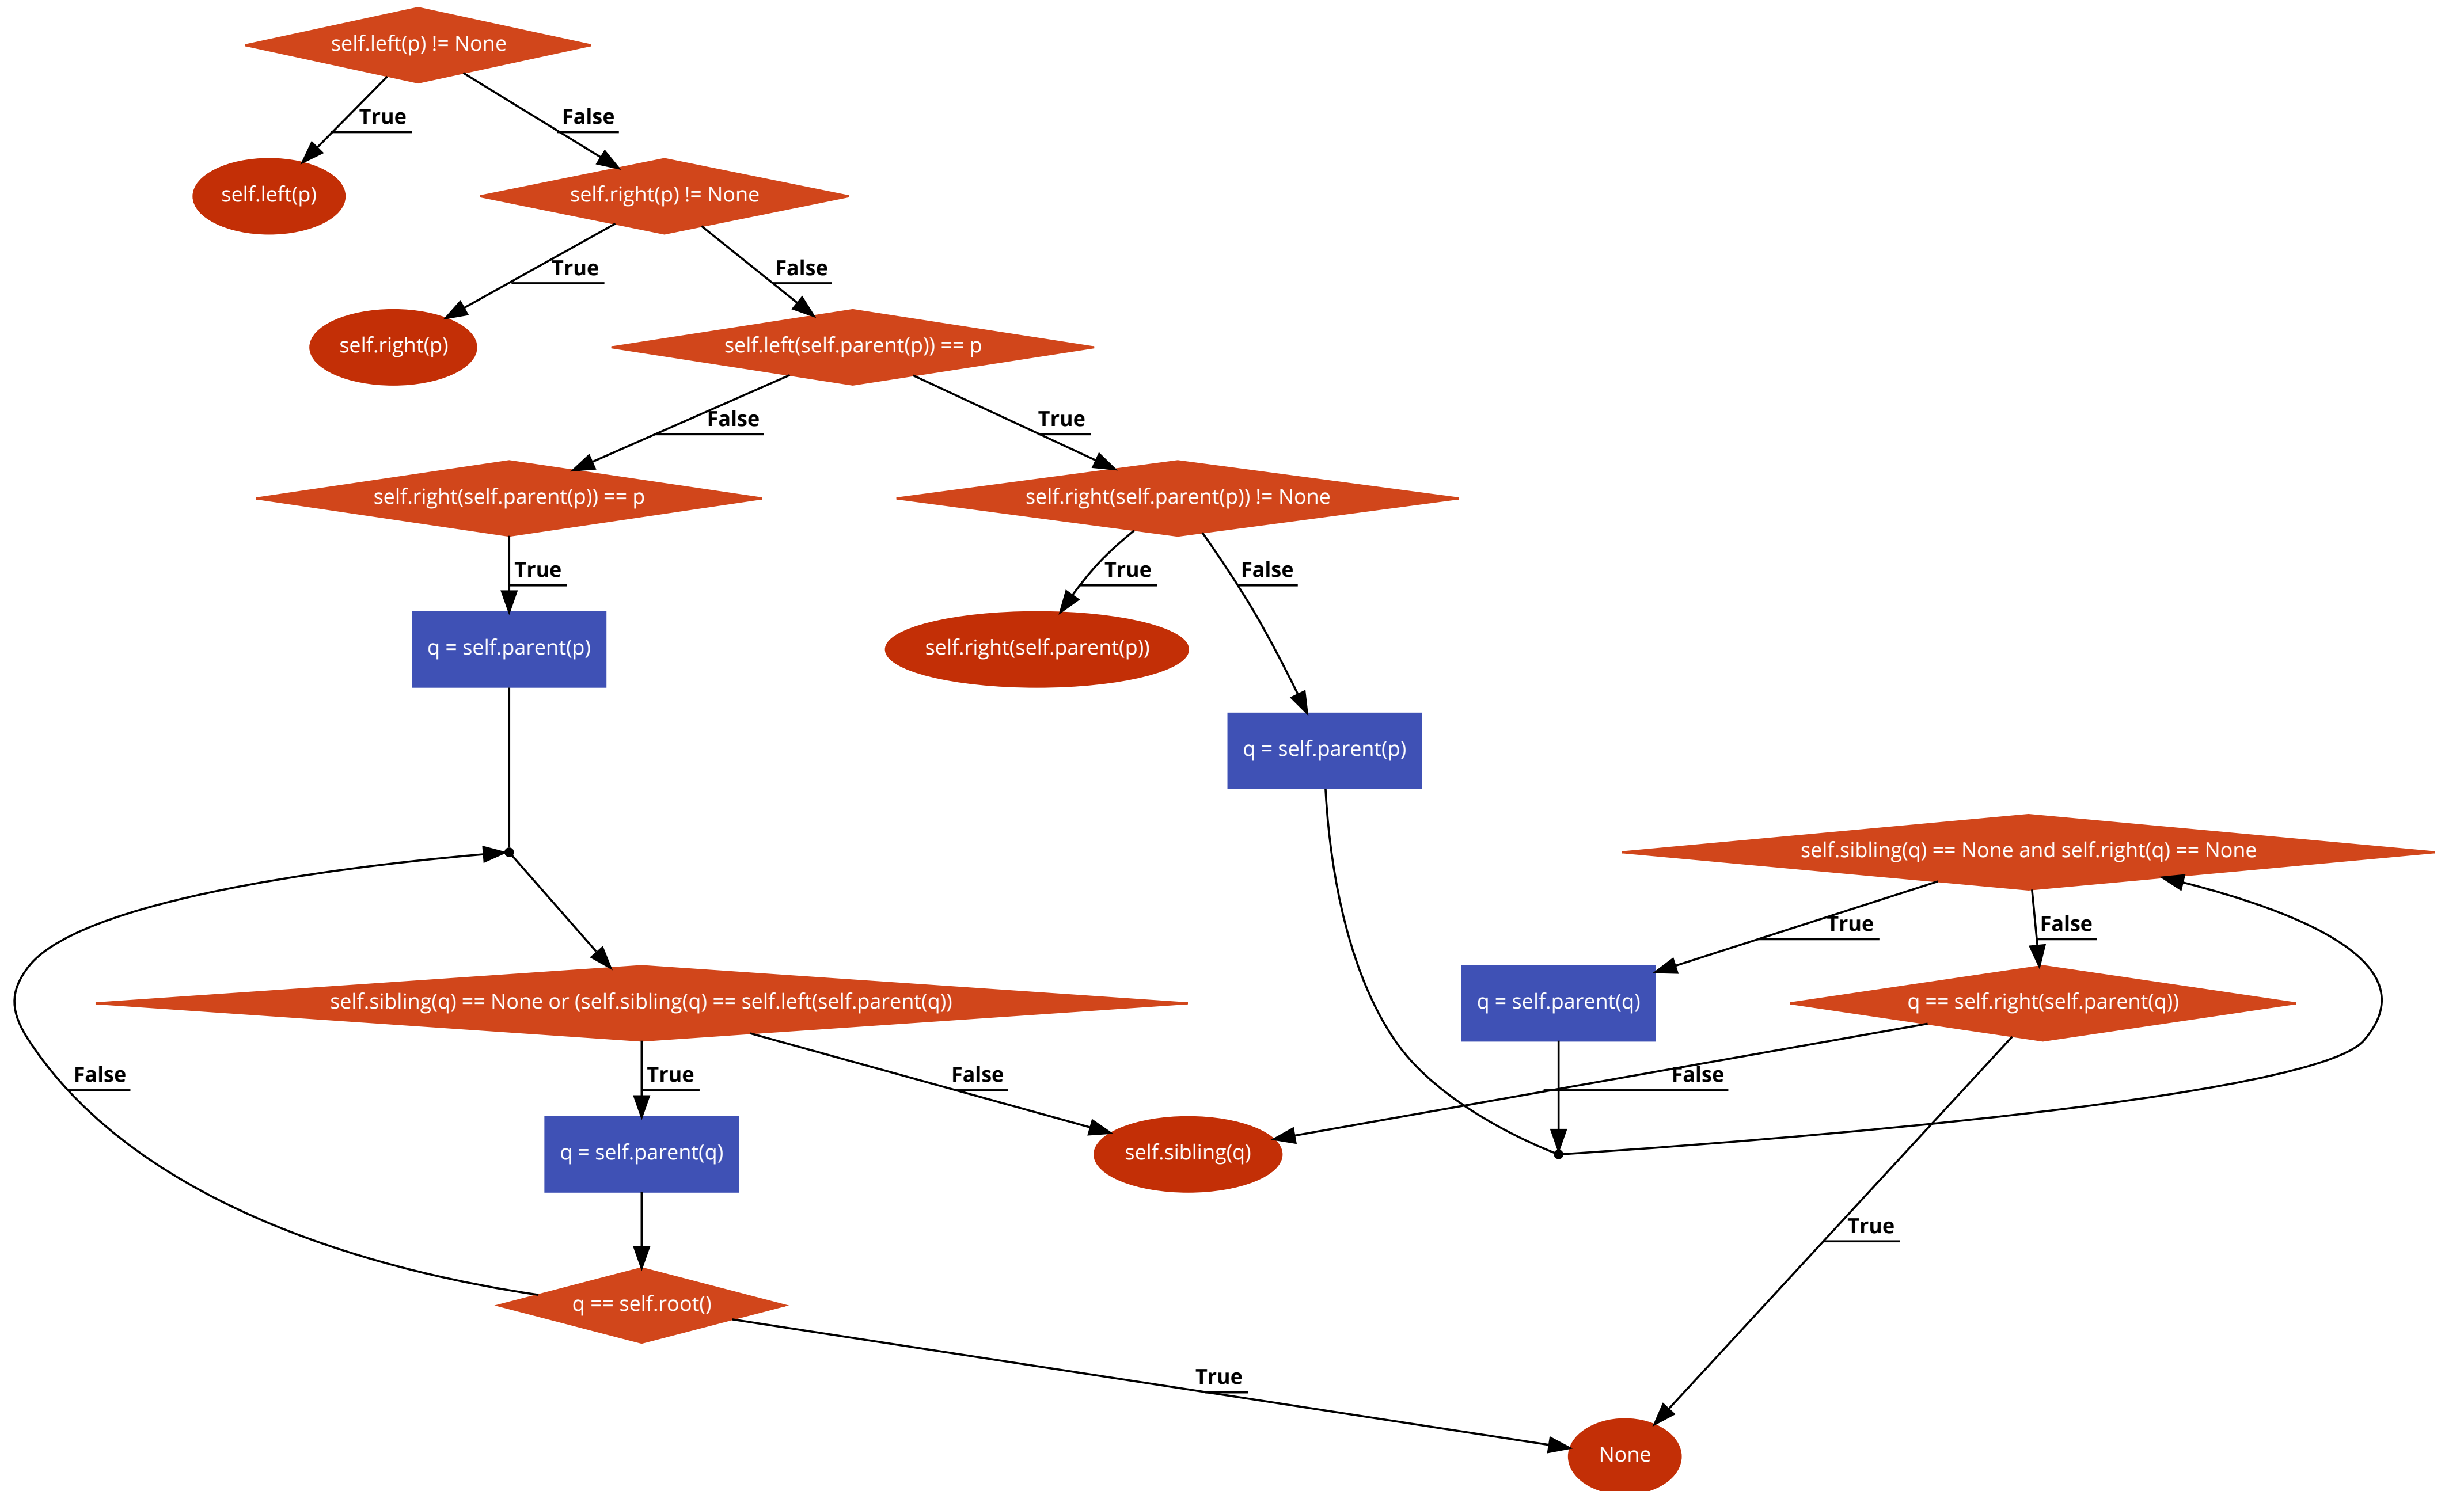 self.left(p) != None
True
False
self.left(p)
self.right(p) != None
True
False
self.right(p)
self.left(self.parent(p)) == p
False
True
self.right(self.parent(p)) == p
self.right(self.parent(p)) != None
True
True
False
q = self.parent(p)
self.right(self.parent(p))
q = self.parent(p)
self.sibling(q) == None and self.right(q) == None
True
False
self.sibling(q) == None or (self.sibling(q) == self.left(self.parent(q))
q = self.parent(q)
q == self.right(self.parent(q))
False
True
False
False
q = self.parent(q)
self.sibling(q)
True
q == self.root()
True
None